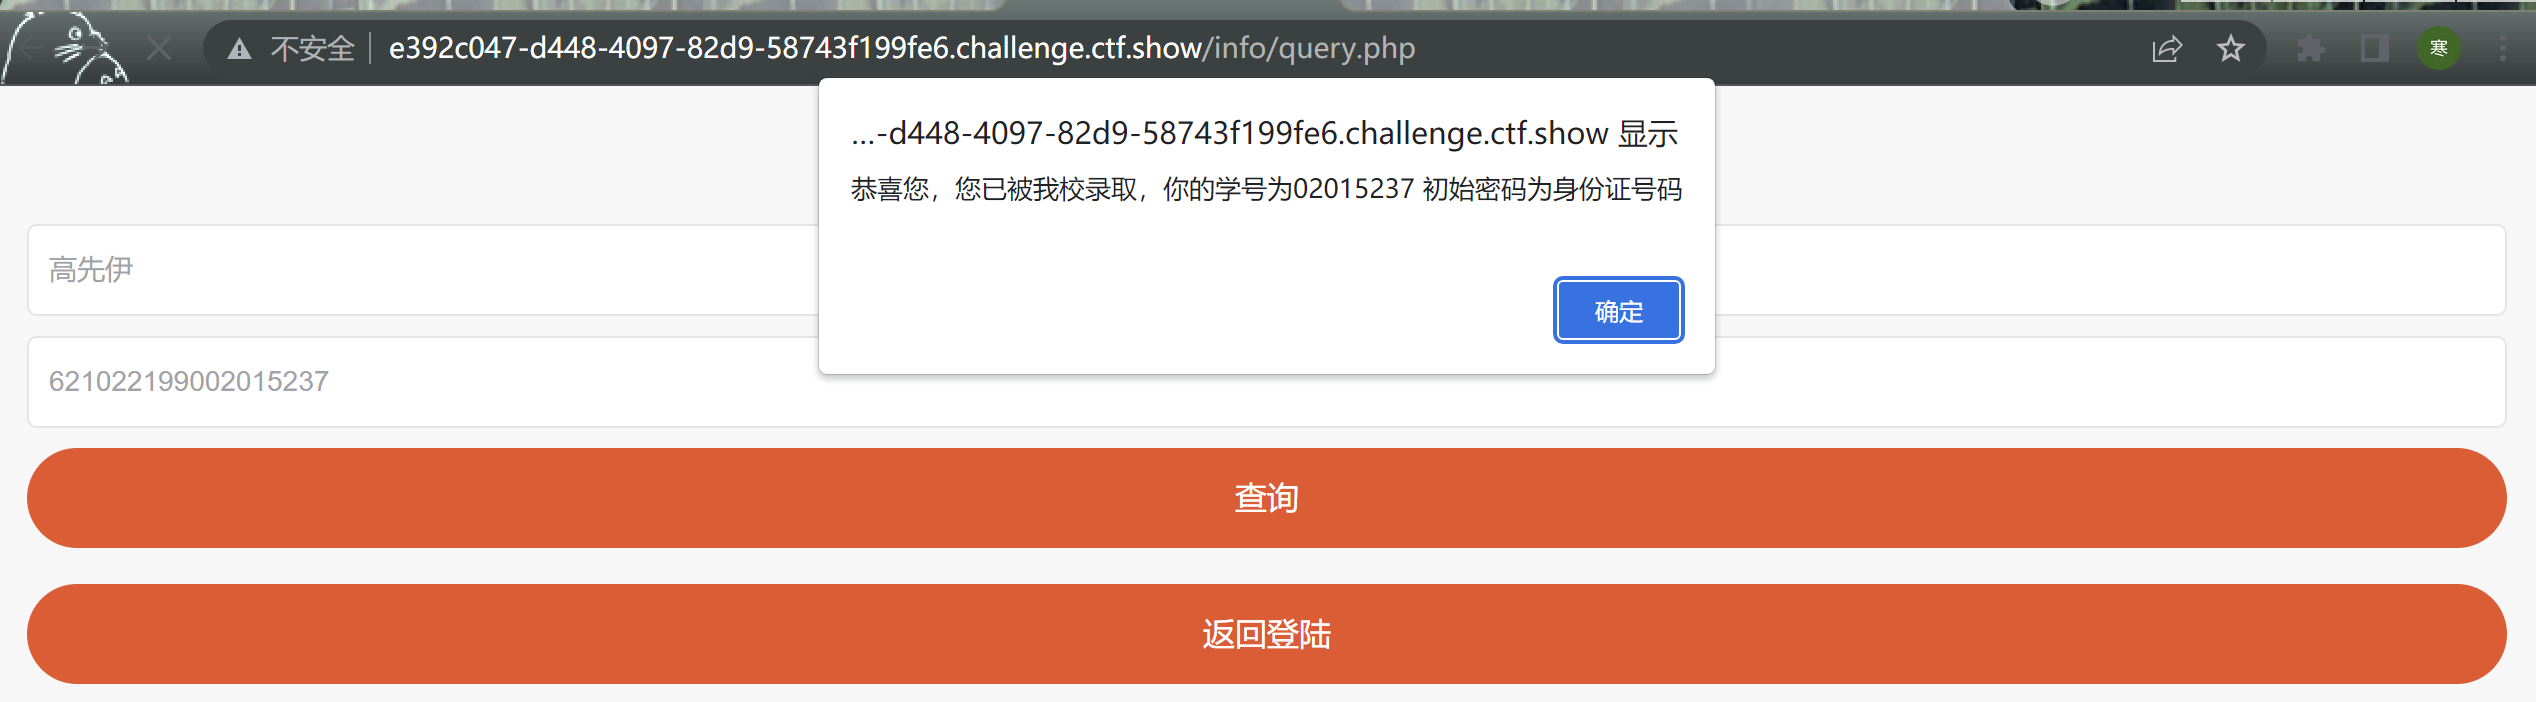 不安全 e392c047-d448-4097-82d9-58743f199fe6.challenge.ctf.show/info/query.php 寒
...-d448-4097-82d9-58743f199fe6.challenge.ctf.show 显示
恭喜您，您已被我校录取，你的学号为02015237 初始密码为身份证号码
确定
高先伊
621022199002015237
查询
返回登陆